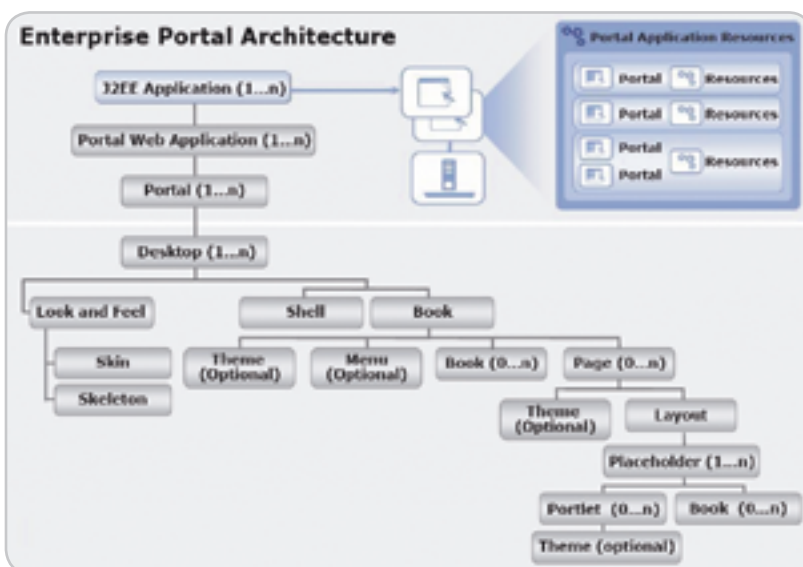 Enterprise Portal Architecture
Portal Application Resources
J2EE Application (1...n)
Portal Resources
Portal Web Application (1...n)
Portal Resources
Portal
Portal
Resources
Portal (1...n)
Desktop (1...n)
Look and Feel
Shell
Book
Skin
Theme
(Optional)
Menu
(Optional)
Book (0...n)
Page (0...n)
Skeleton
Theme
(Optional)
Layout
Placeholder (1...n)
Portlet (0...n)
Book (0...n)
Theme (optional)